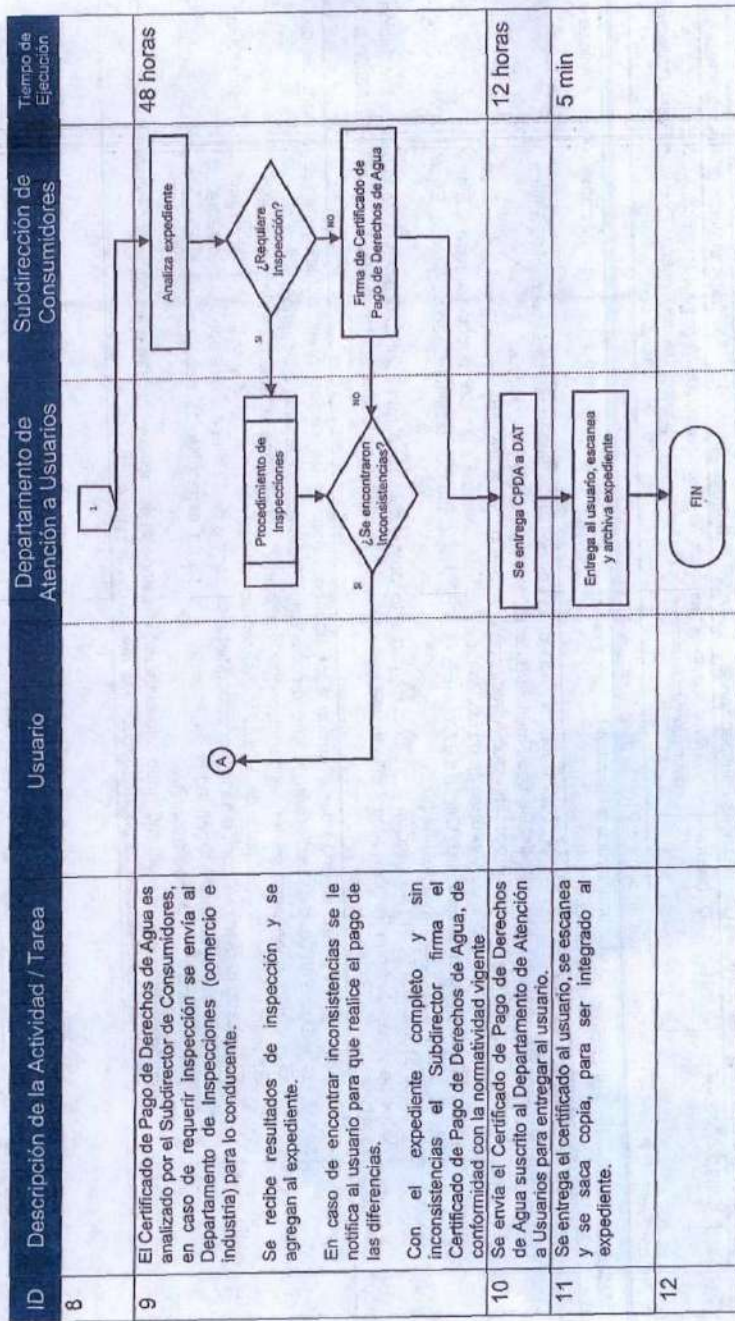 ID
Descripción de la Actividad / Tarea
Usuario
Departamento de
Atención a Usuarios
Subdirección de
Consumidores
Tiempo de
Ejecución
8
1
9
El Certificado de Pago de Derechos de Agua es
analizado por el Subdirector de Consumidores,
en caso de requerir inspección se envía al
Departamento de Inspecciones (comercio e
industria) para lo conducente.
Se recibe resultados de inspección y se
agregan al expediente.
En caso de encontrar inconsistencias se le
notifica al usuario para que realice el pago de
las diferencias.
Con el expediente completo y sin
inconsistencias el Subdirector firma el
Certificado de Pago de Derechos de Agua, de
conformidad con la normatividad vigente
A
Analiza expediente
¿Requiere
Inspección?
SI
NO
Procedimiento de
Inspecciones
¿Se encontraron
Inconsistencias?
SI
NO
Firma de Certificado de
Pago de Derechos de Agua
48 horas
10
Se envía el Certificado de Pago de Derechos
de Agua suscrito al Departamento de Atención
a Usuarios para entregar al usuario.
Se entrega CPDA a DAT
12 horas
11
Se entrega el certificado al usuario, se escanea
y se saca copia, para ser integrado al
expediente.
Entrega al usuario, escanea
y archiva expediente
5 min
12
FIN